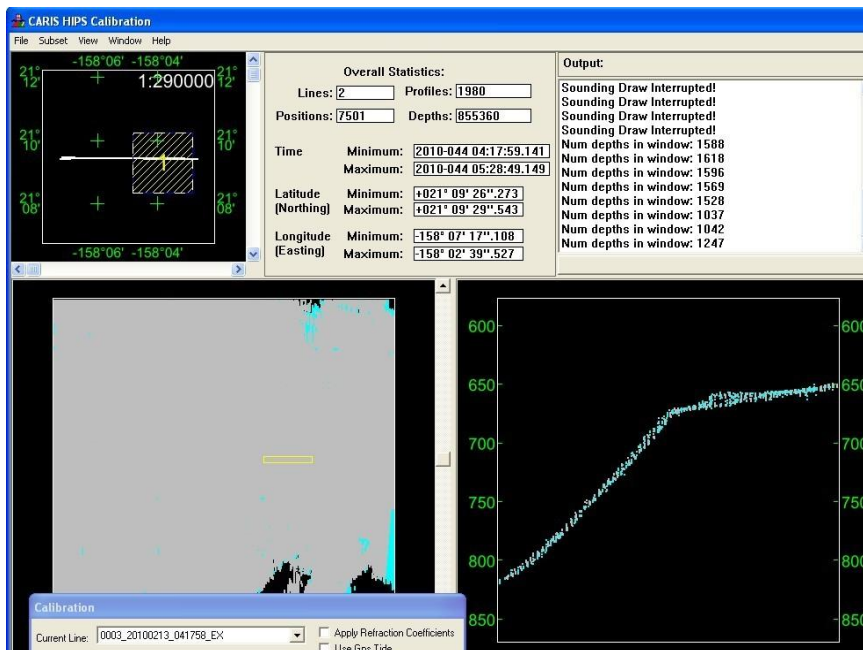 CARIS HIPS Calibration
File Subset View Window Help
-158°06' -158°04'
21° 12' 1:290000 21° 12'
21° 10' 21° 10'
1
21° 08' 21° 08'
-158°06' -158°04'
Overall Statistics:
Lines: 2 Profiles: 1980
Positions: 7501 Depths: 855360
Time Minimum: 2010-044 04:17:59.141
Maximum: 2010-044 05:28:49.149
Latitude Minimum: +021° 09' 26".273
(Northing) Maximum: +021° 09' 29".543
Longitude Minimum: -158° 07' 17".108
(Easting) Maximum: -158° 02' 39".527
Output:
Sounding Draw Interrupted!
Sounding Draw Interrupted!
Sounding Draw Interrupted!
Sounding Draw Interrupted!
Num depths in window: 1588
Num depths in window: 1618
Num depths in window: 1596
Num depths in window: 1569
Num depths in window: 1528
Num depths in window: 1037
Num depths in window: 1042
Num depths in window: 1247
600 600
650 650
700 700
750 750
800 800
850 850
Calibration
Current Line: 0003_20100213_041758_EX
Apply Refraction Coefficients
Use Gps Tide